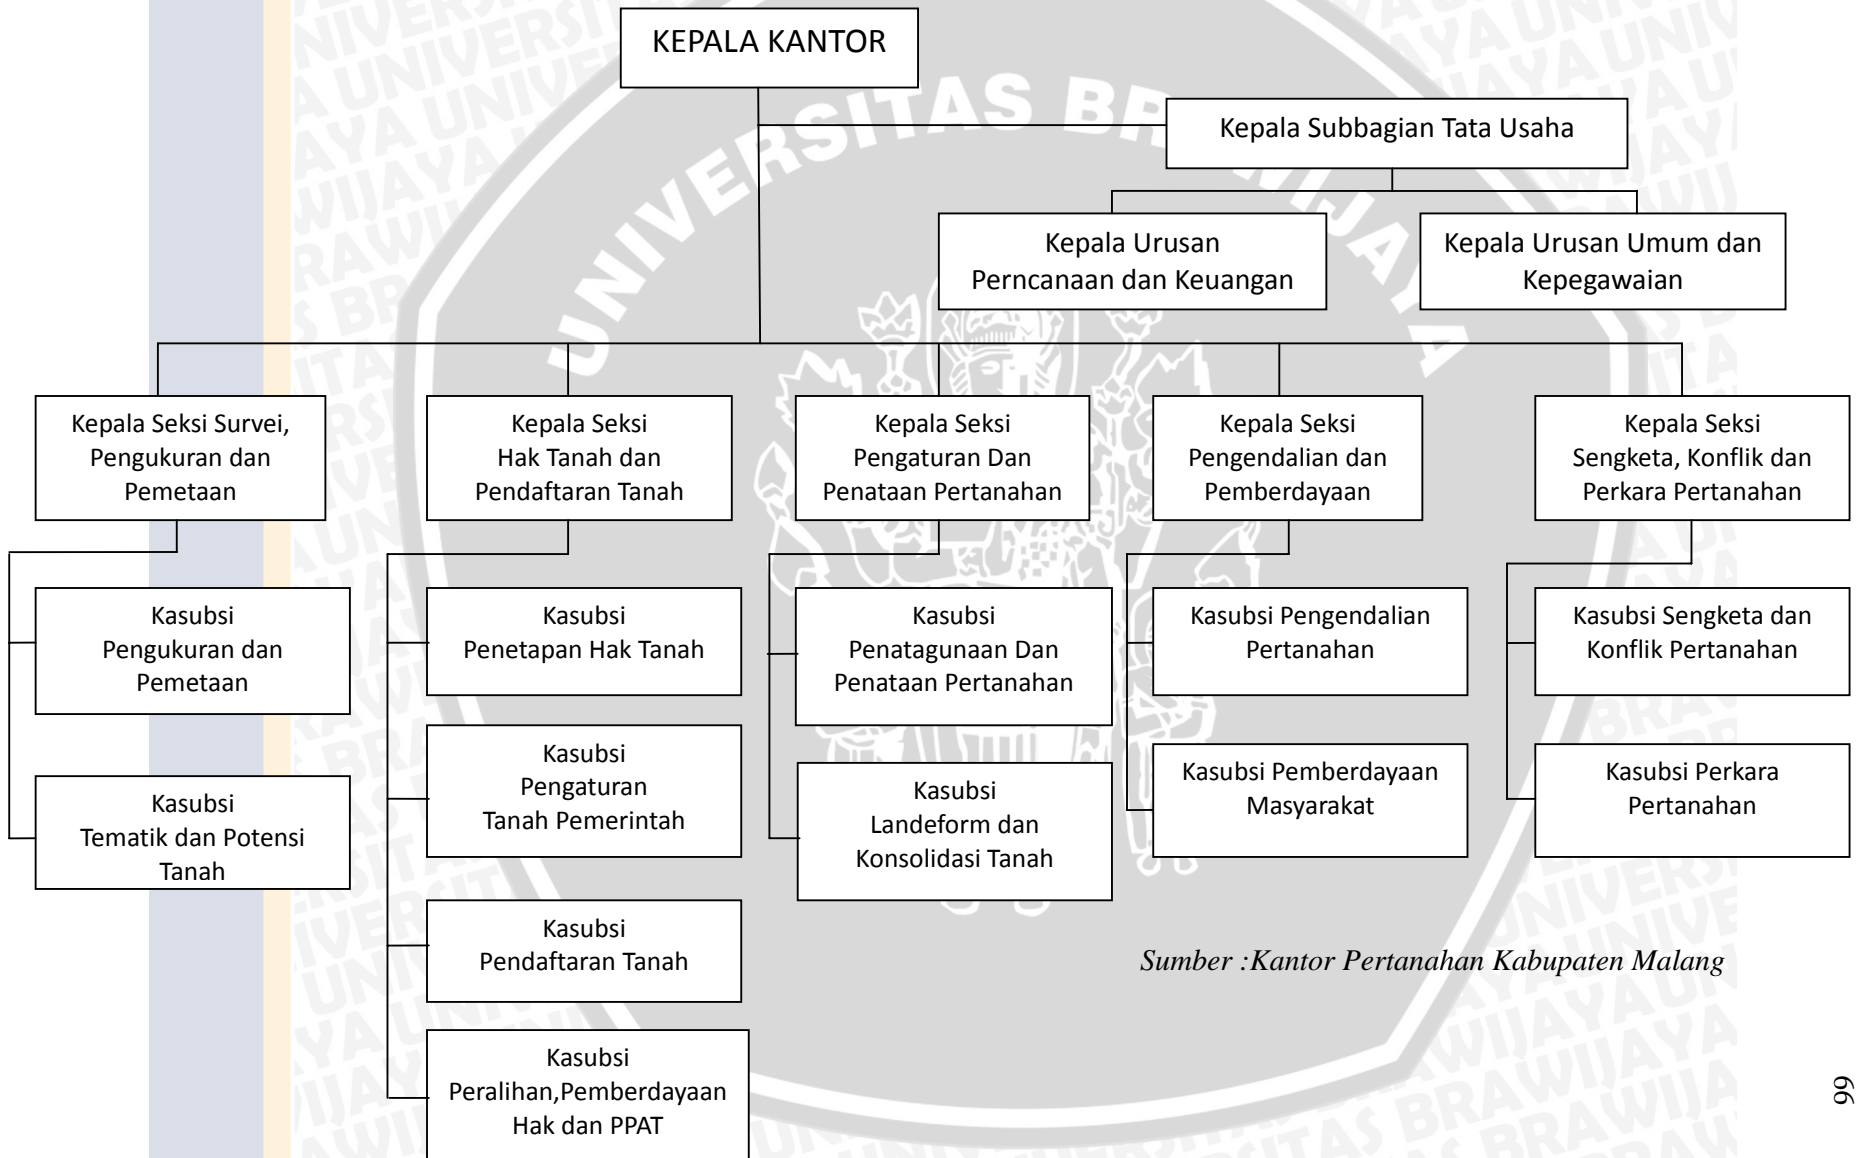 KEPALA KANTOR
Kepala Subbagian Tata Usaha
Kepala Urusan
Perncanaan dan Keuangan
Kepala Urusan Umum dan
Kepegawaian
Kepala Seksi Survei,
Pengukuran dan
Pemetaan
Kepala Seksi
Hak Tanah dan
Pendaftaran Tanah
Kepala Seksi
Pengaturan Dan
Penataan Pertanahan
Kepala Seksi
Pengendalian dan
Pemberdayaan
Kepala Seksi
Sengketa, Konflik dan
Perkara Pertanahan
Kasubsi
Pengukuran dan
Pemetaan
Kasubsi
Tematik dan Potensi
Tanah
Kasubsi
Penetapan Hak Tanah
Kasubsi
Pengaturan
Tanah Pemerintah
Kasubsi
Pendaftaran Tanah
Kasubsi
Peralihan,Pemberdayaan
Hak dan PPAT
Kasubsi
Penatagunaan Dan
Penataan Pertanahan
Kasubsi
Landeform dan
Konsolidasi Tanah
Kasubsi Pengendalian
Pertanahan
Kasubsi Pemberdayaan
Masyarakat
Kasubsi Sengketa dan
Konflik Pertanahan
Kasubsi Perkara
Pertanahan
Sumber :Kantor Pertanahan Kabupaten Malang
66
UNIVERSITAS BRAWIJAYA